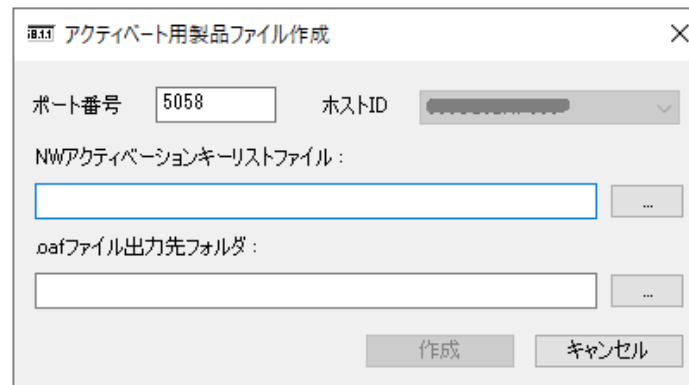 アクティベート用製品ファイル作成
ポート番号 5058 ホストID
NWアクティベーションキーリストファイル：
...
.oafファイル出力先フォルダ：
...
作成 キャンセル